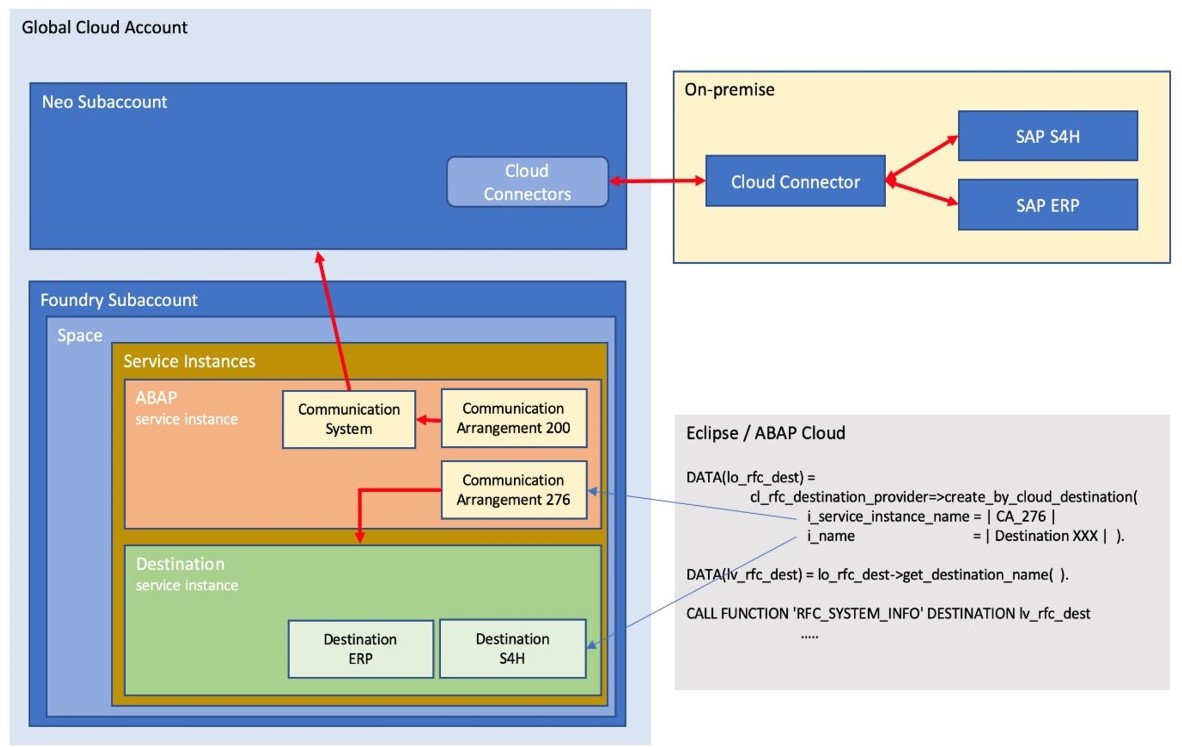 Global Cloud Account
Neo Subaccount
Cloud
Connectors
On-premise
Cloud Connector
SAP S4H
SAP ERP
Foundry Subaccount
Space
Service Instances
ABAP
service instance
Communication
System
Communication
Arrangement 200
Communication
Arrangement 276
Destination
service instance
Destination
ERP
Destination
S4H
Eclipse / ABAP Cloud
DATA(lo_rfc_dest) =
cl_rfc_destination_provider=>create_by_cloud_destination(
i_service_instance_name = | CA_276 |
i_name = | Destination XXX | ).
DATA(lv_rfc_dest) = lo_rfc_dest->get_destination_name( ).
CALL FUNCTION 'RFC_SYSTEM_INFO' DESTINATION lv_rfc_dest
.....